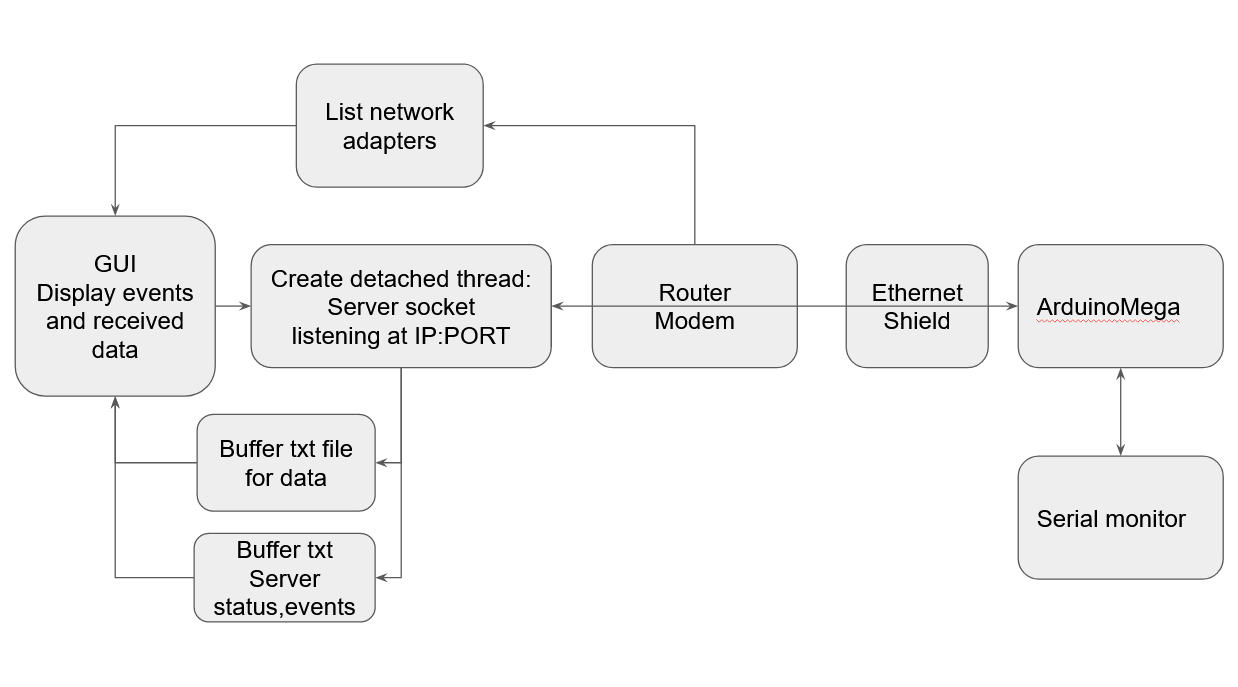 List network
adapters
GUI
Display events
and received
data
Create detached thread:
Server socket
listening at IP:PORT
Router
Modem
Ethernet
Shield
ArduinoMega
Buffer txt file
for data
Buffer txt
Server
status,events
Serial monitor